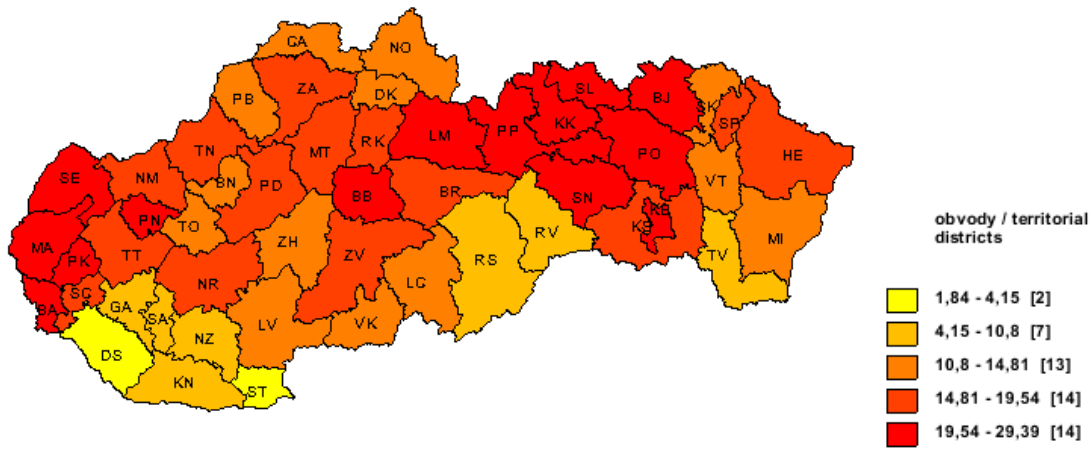 CA
NO
PB
ZA
DK
SL
BJ
SK
SP
TN
MT
RK
LM
PP
KK
PO
HE
SE
NM
BN
PD
BB
BR
SN
VT
PN
TO
KS
KE
MA
PK
TT
ZH
ZV
RS
RV
TV
MI
BA
SC
GA
SA
NR
LC
NZ
LV
VK
DS
KN
ST
obvody / territorial
districts
1,84 - 4,15 [2]
4,15 - 10,8 [7]
10,8 - 14,81 [13]
14,81 - 19,54 [14]
19,54 - 29,39 [14]